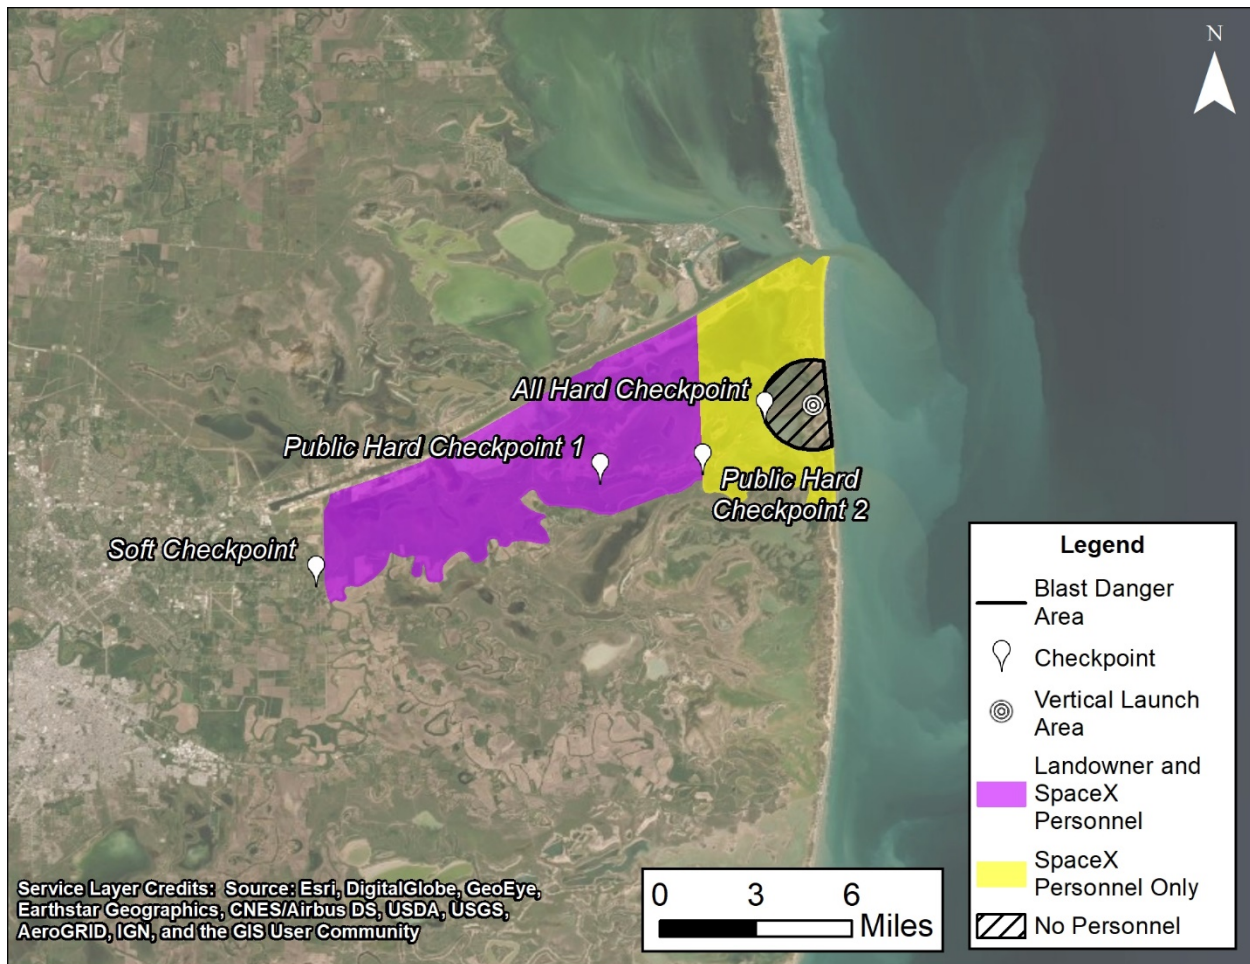 N
All Hard Checkpoint
Public Hard Checkpoint 1
Public Hard
Checkpoint 2
Soft Checkpoint
Legend
Blast Danger
Area
Checkpoint
Vertical Launch
Area
Landowner and
SpaceX
Personnel
SpaceX
Personnel Only
No Personnel
0 3 6
Miles
Service Layer Credits: Source: Esri, DigitalGlobe, GeoEye,
Earthstar Geographics, CNES/Airbus DS, USDA, USGS,
AeroGRID, IGN, and the GIS User Community